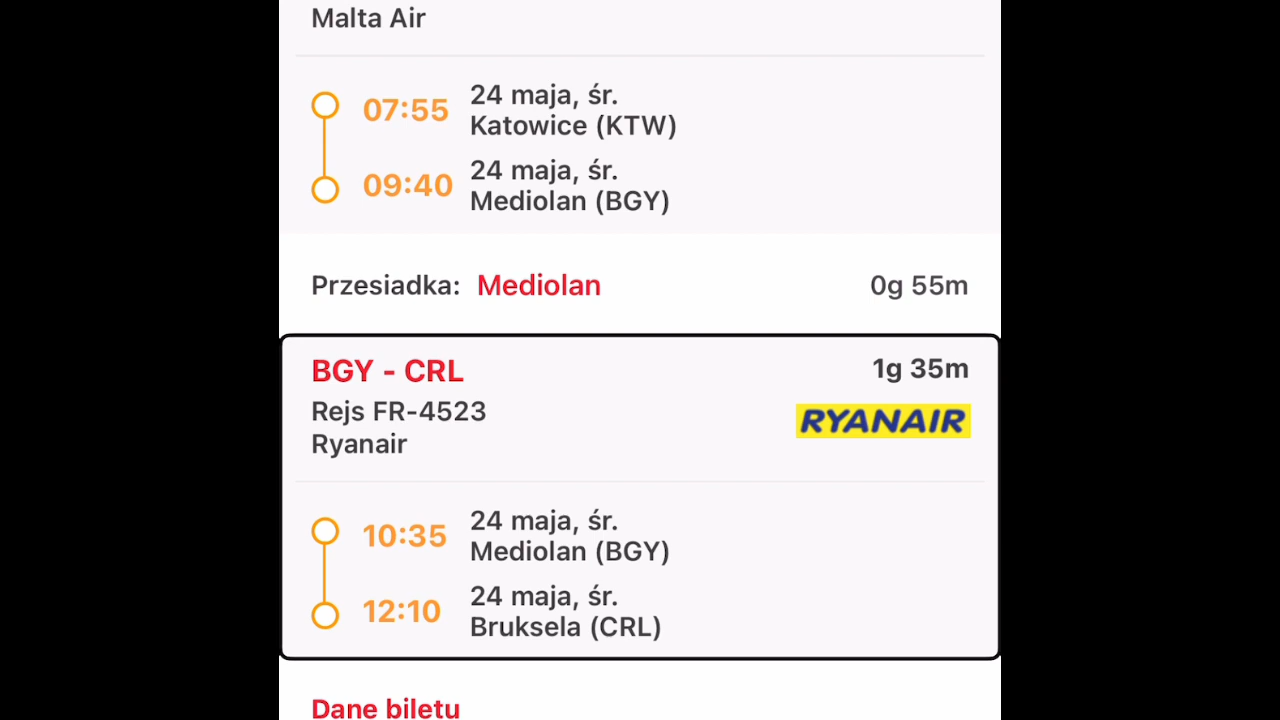 Malta Air
07:55
24 maja, śr.
Katowice (KTW)
09:40
24 maja, śr.
Mediolan (BGY)
Przesiadka: Mediolan 0g 55m
BGY - CRL 1g 35m
Rejs FR-4523
RYANAIR
Ryanair
10:35
24 maja, śr.
Mediolan (BGY)
12:10
24 maja, śr.
Bruksela (CRL)
Dane biletu